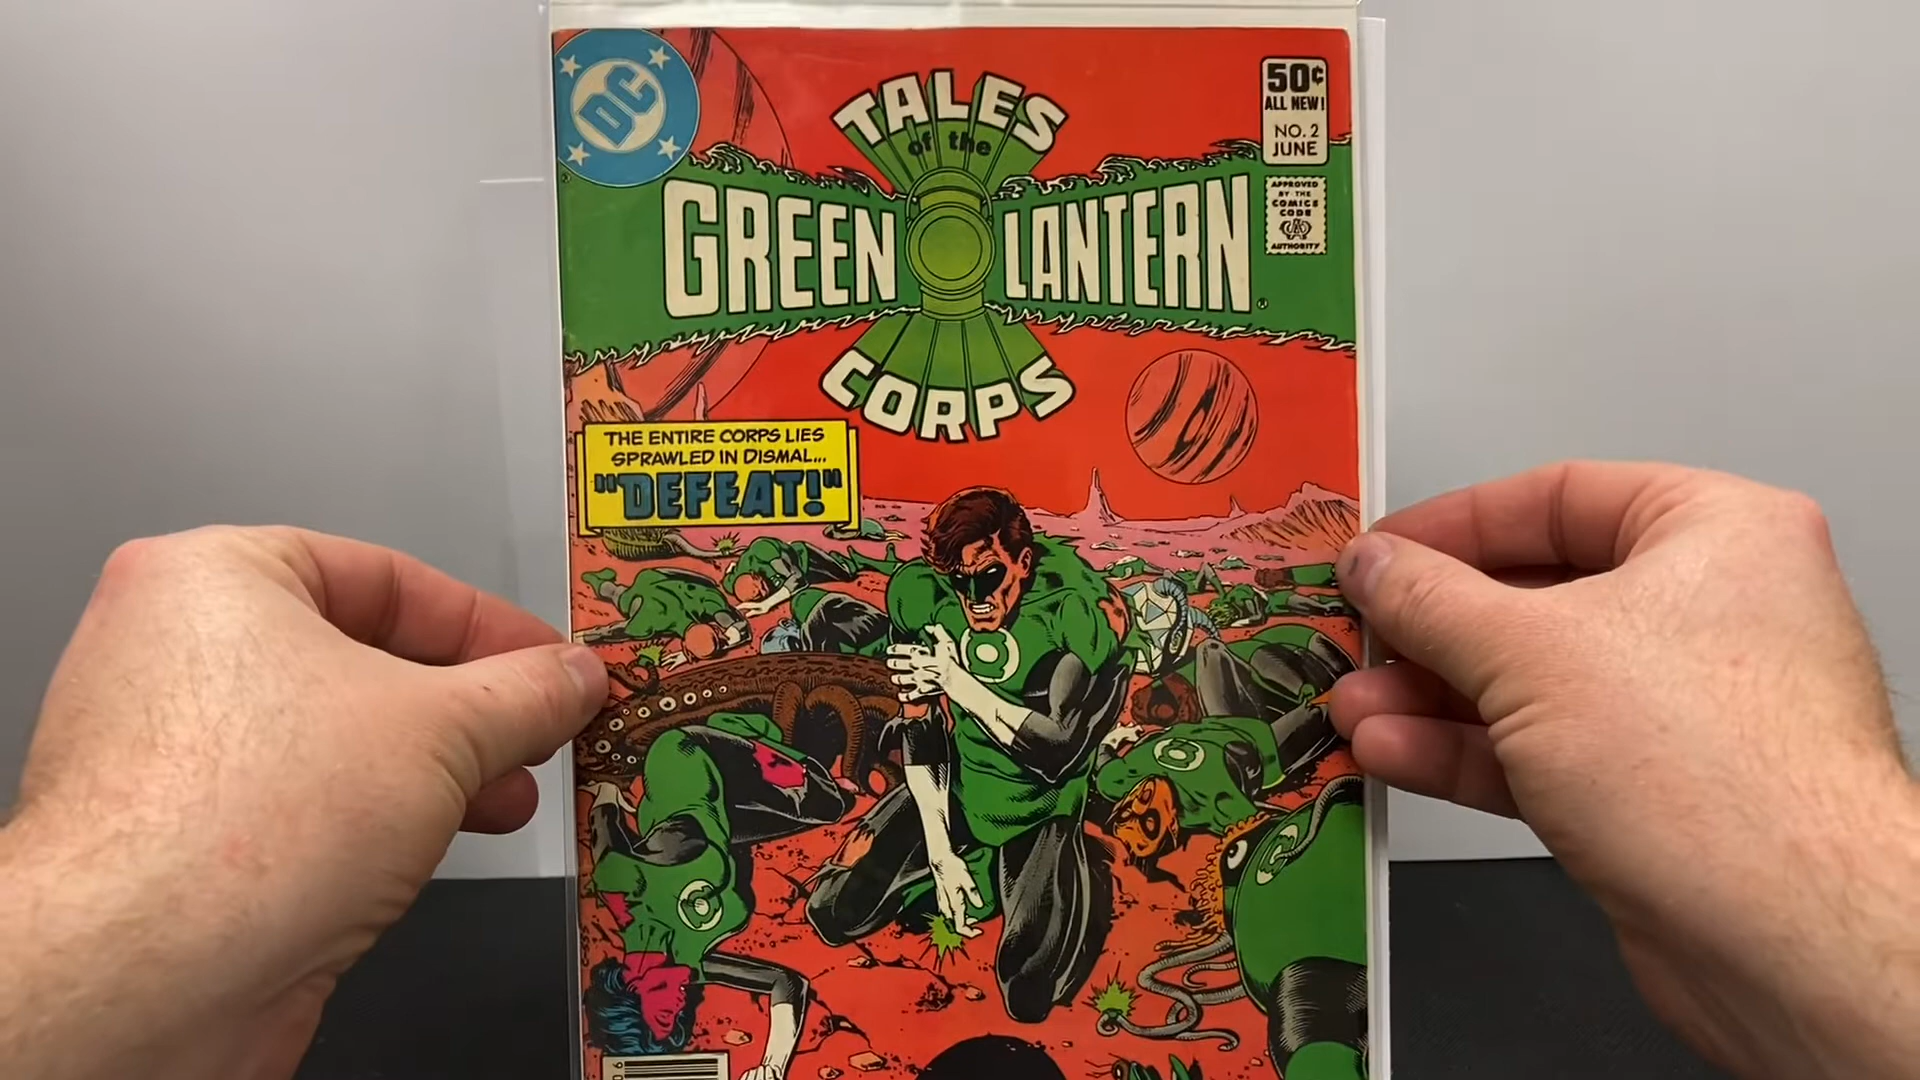 DC
TALES
of the
GREEN LANTERN
CORPS
50¢
ALL NEW!
NO. 2
JUNE
APPROVED
BY THE
COMICS
CODE
AUTHORITY
THE ENTIRE CORPS LIES
SPRAWLED IN DISMAL...
"DEFEAT!"
06